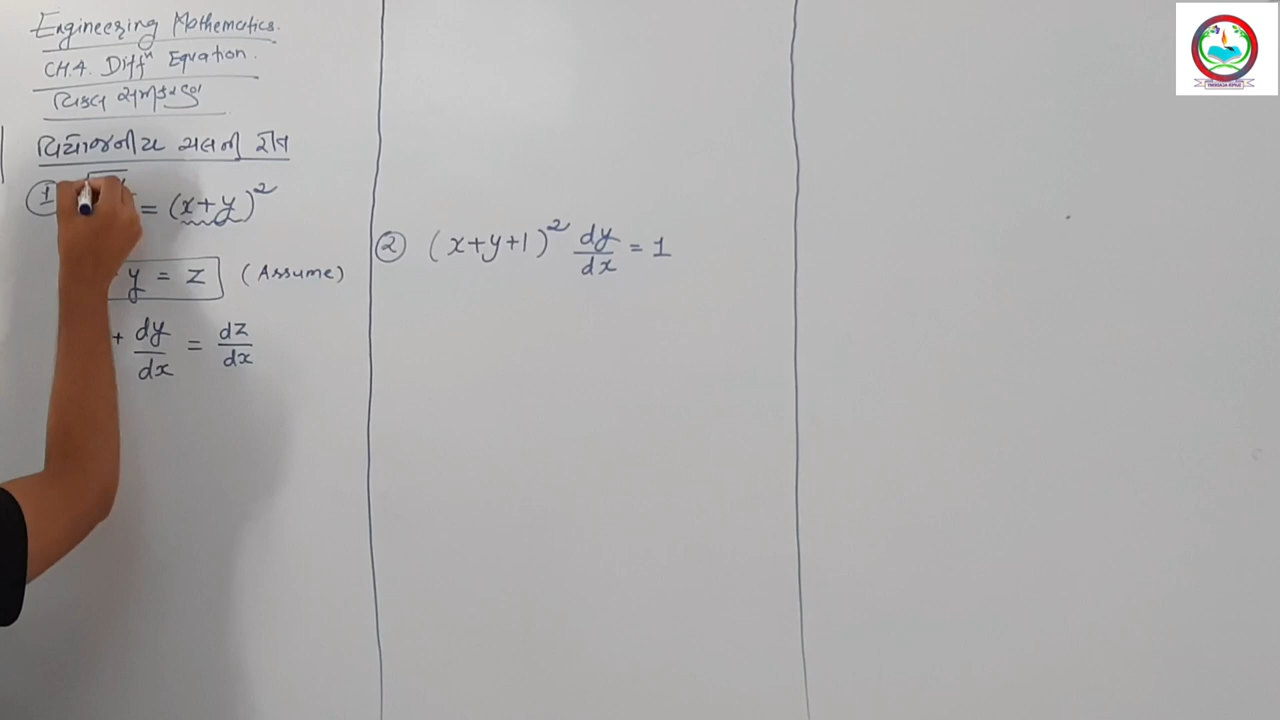 Engineering Mathematics.
CH.4. Diffⁿ Equation.
વિકલ સમીકરણો
વિયોજનીય ચલની રીત
① = (x+y)²
y = z (Assume)
+ dy/dx = dz/dx
② (x+y+1)² dy/dx = 1